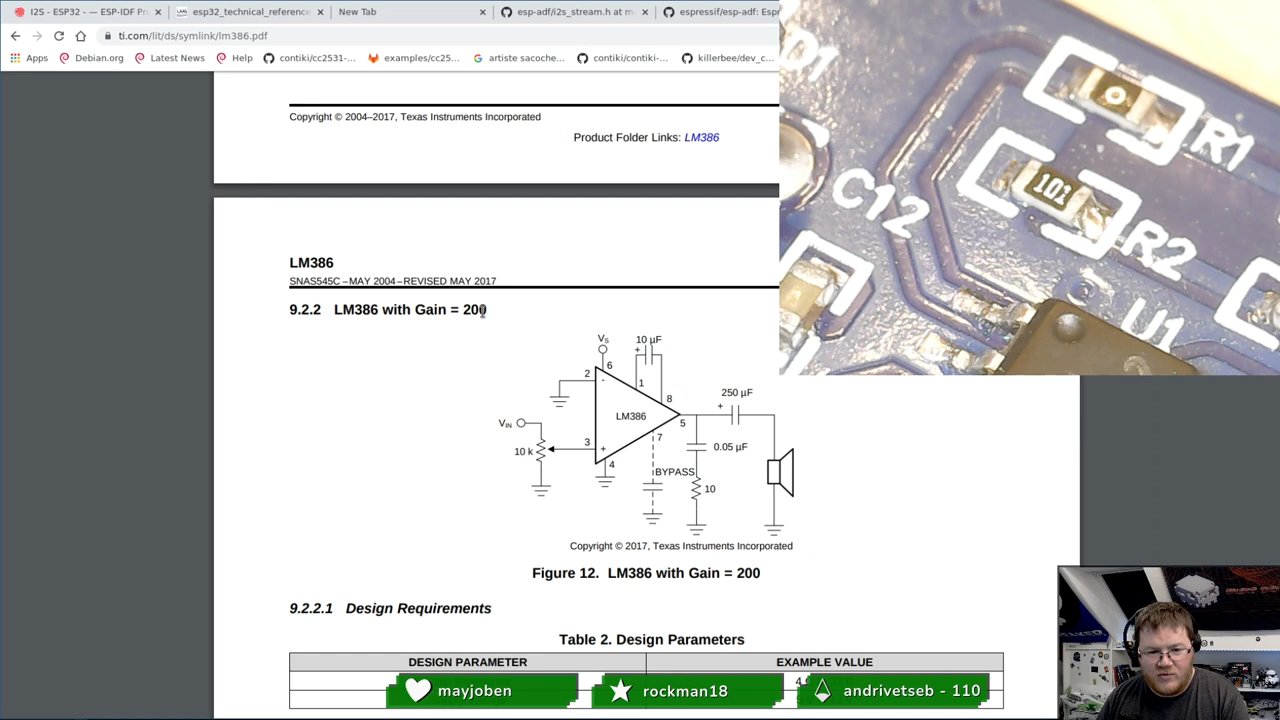 I2S - ESP32 - — ESP-IDF Pr
esp32_technical_reference
New Tab
esp-adf/i2s_stream.h at m
espressif/esp-adf: Esp
ti.com/lit/ds/symlink/lm386.pdf
Apps
Debian.org
Latest News
Help
contiki/cc2531-...
examples/cc25...
artiste sacoche...
contiki/contiki-...
killerbee/dev_c...
Copyright © 2004–2017, Texas Instruments Incorporated
Product Folder Links: LM386
R1
101
C12
R2
U1
LM386
SNAS545C –MAY 2004–REVISED MAY 2017
9.2.2 LM386 with Gain = 200
VS
10 µF
+
6
2
-
1
8
250 µF
+
LM386
5
VIN
10 k
3
+
7
0.05 µF
4
BYPASS
10
Copyright © 2017, Texas Instruments Incorporated
Figure 12. LM386 with Gain = 200
9.2.2.1 Design Requirements
Table 2. Design Parameters
DESIGN PARAMETER
EXAMPLE VALUE
mayjoben
rockman18
andrivetseb - 110